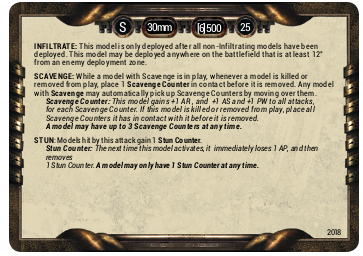 S 30mm [6]500 25
INFILTRATE: This model is only deployed after all non-Infiltrating models have been
deployed. This model may be deployed anywhere on the battlefield that is at least 12"
from an enemy deployment zone.
SCAVENGE: While a model with Scavenge is in play, whenever a model is killed or
removed from play, place 1 Scavenge Counter in contact before it is removed. Any model
with Scavenge may automatically pick up Scavenge Counters by moving over them.
Scavenge Counter: This model gains +1 AR, and +1 AS and +1 PW to all attacks,
for each Scavenge Counter. If this model is killed or removed from play, place all
Scavenge Counters it has in contact with it before it is removed.
A model may have up to 3 Scavenge Counters at any time.
STUN: Models hit by this attack gain 1 Stun Counter.
Stun Counter: The next time this model activates, it immediately loses 1 AP, and then
removes
1 Stun Counter. A model may only have 1 Stun Counter at any time.
2018